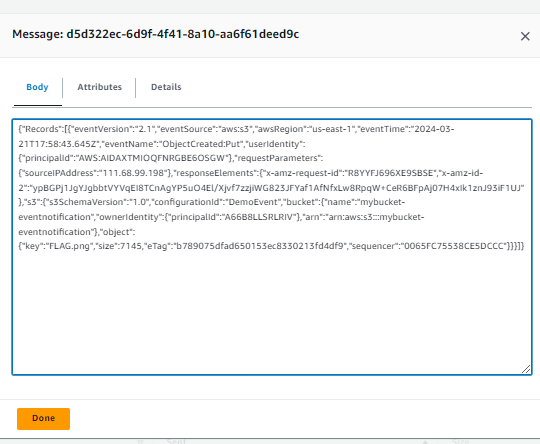 Message: d5d322ec-6d9f-4f41-8a10-aa6f61deed9c
Body
Attributes
Details
{"Records":[{"eventVersion":"2.1","eventSource":"aws:s3","awsRegion":"us-east-1","eventTime":"2024-03-
21T17:58:43.645Z","eventName":"ObjectCreated:Put","userIdentity":
{"principalId":"AWS:AIDAXTMIOQFNRGBE6OSGW"},"requestParameters":
{"sourceIPAddress":"111.68.99.198"},"responseElements":{"x-amz-request-id":"R8YYFJ696XE9SBSE","x-amz-id-
2":"ypBGPj1JgYJgbbtVYVqEI8TCnAgYP5uO4El/Xjvf7zzjiWG823JFYaf1AfNfxLw8RpqW+CeR6BFpAj07H4xIk1znJ93iF1UJ"
},"s3":{"s3SchemaVersion":"1.0","configurationId":"DemoEvent","bucket":{"name":"mybucket-
eventnotification","ownerIdentity":{"principalId":"A66B8LLSRLRIV"},"arn":"arn:aws:s3:::mybucket-
eventnotification"},"object":
{"key":"FLAG.png","size":7145,"eTag":"b789075dfad650153ec8330213fd4df9","sequencer":"0065FC75538CE5DCCC"}}}]}
Done